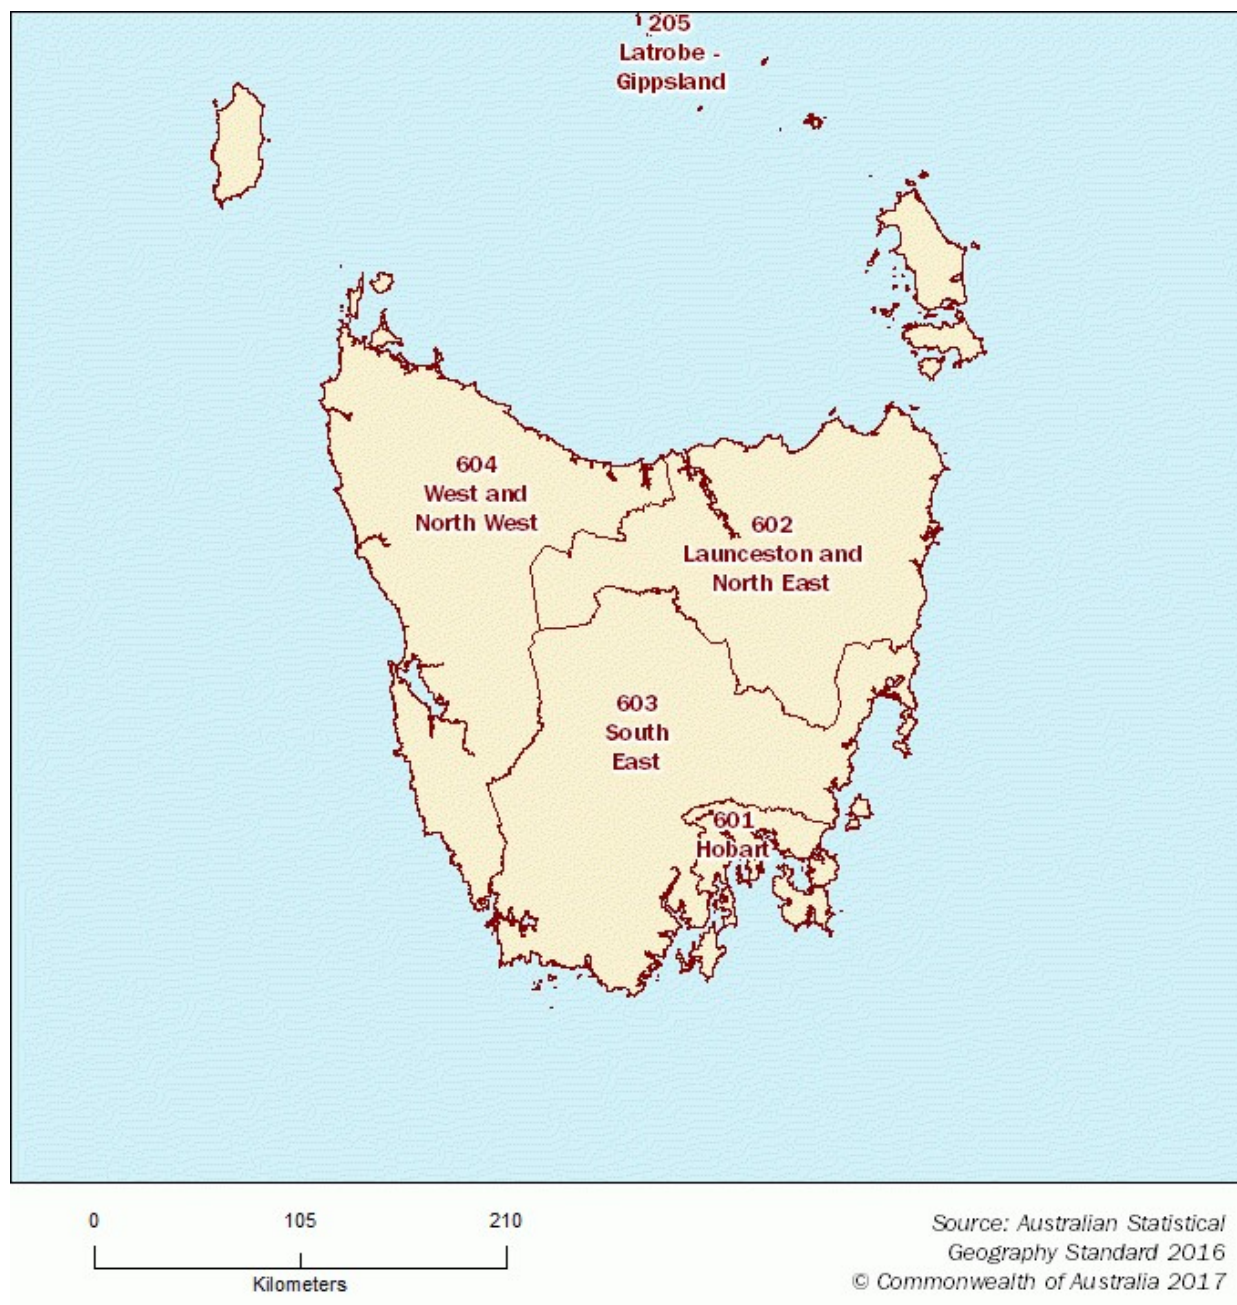 205
Latrobe -
Gippsland
604
West and
North West
602
Launceston and
North East
603
South
East
601
Hobart
0 105 210
Kilometers
Source: Australian Statistical
Geography Standard 2016
© Commonwealth of Australia 2017